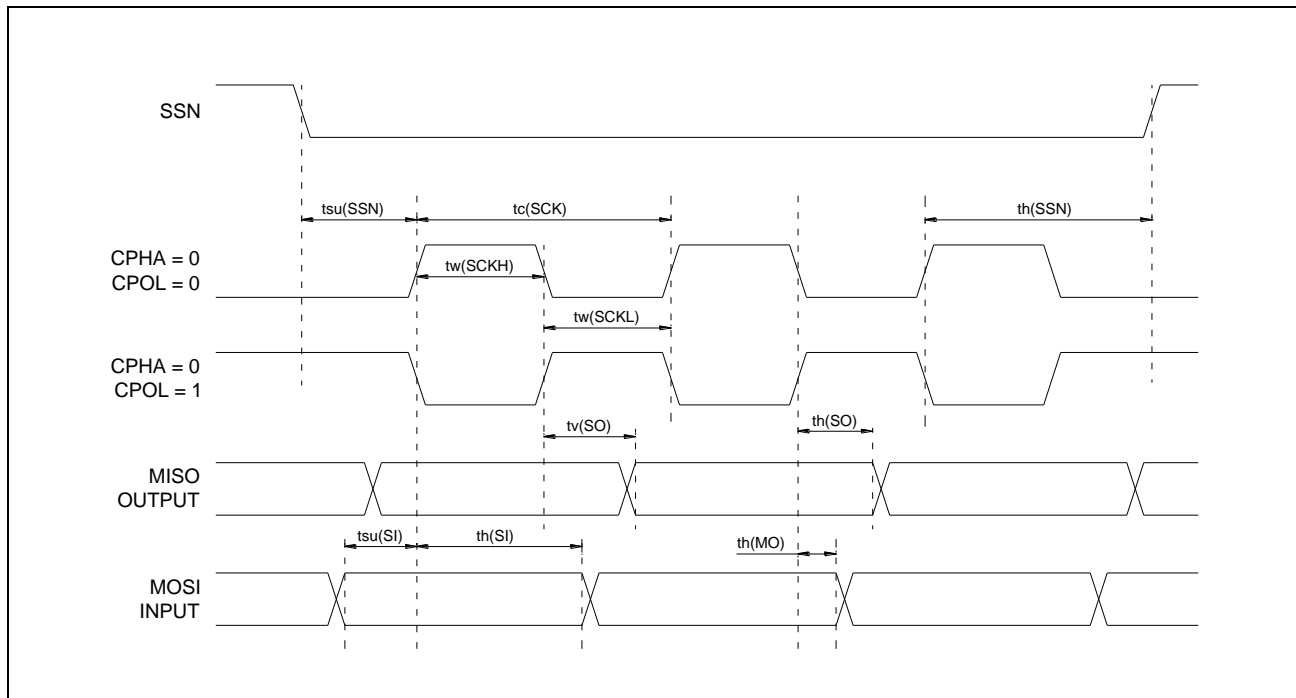 SSN
tsu(SSN)
tc(SCK)
th(SSN)
CPHA = 0
CPOL = 0
tw(SCKH)
tw(SCKL)
CPHA = 0
CPOL = 1
tv(SO)
th(SO)
MISO
OUTPUT
tsu(SI)
th(SI)
th(MO)
MOSI
INPUT